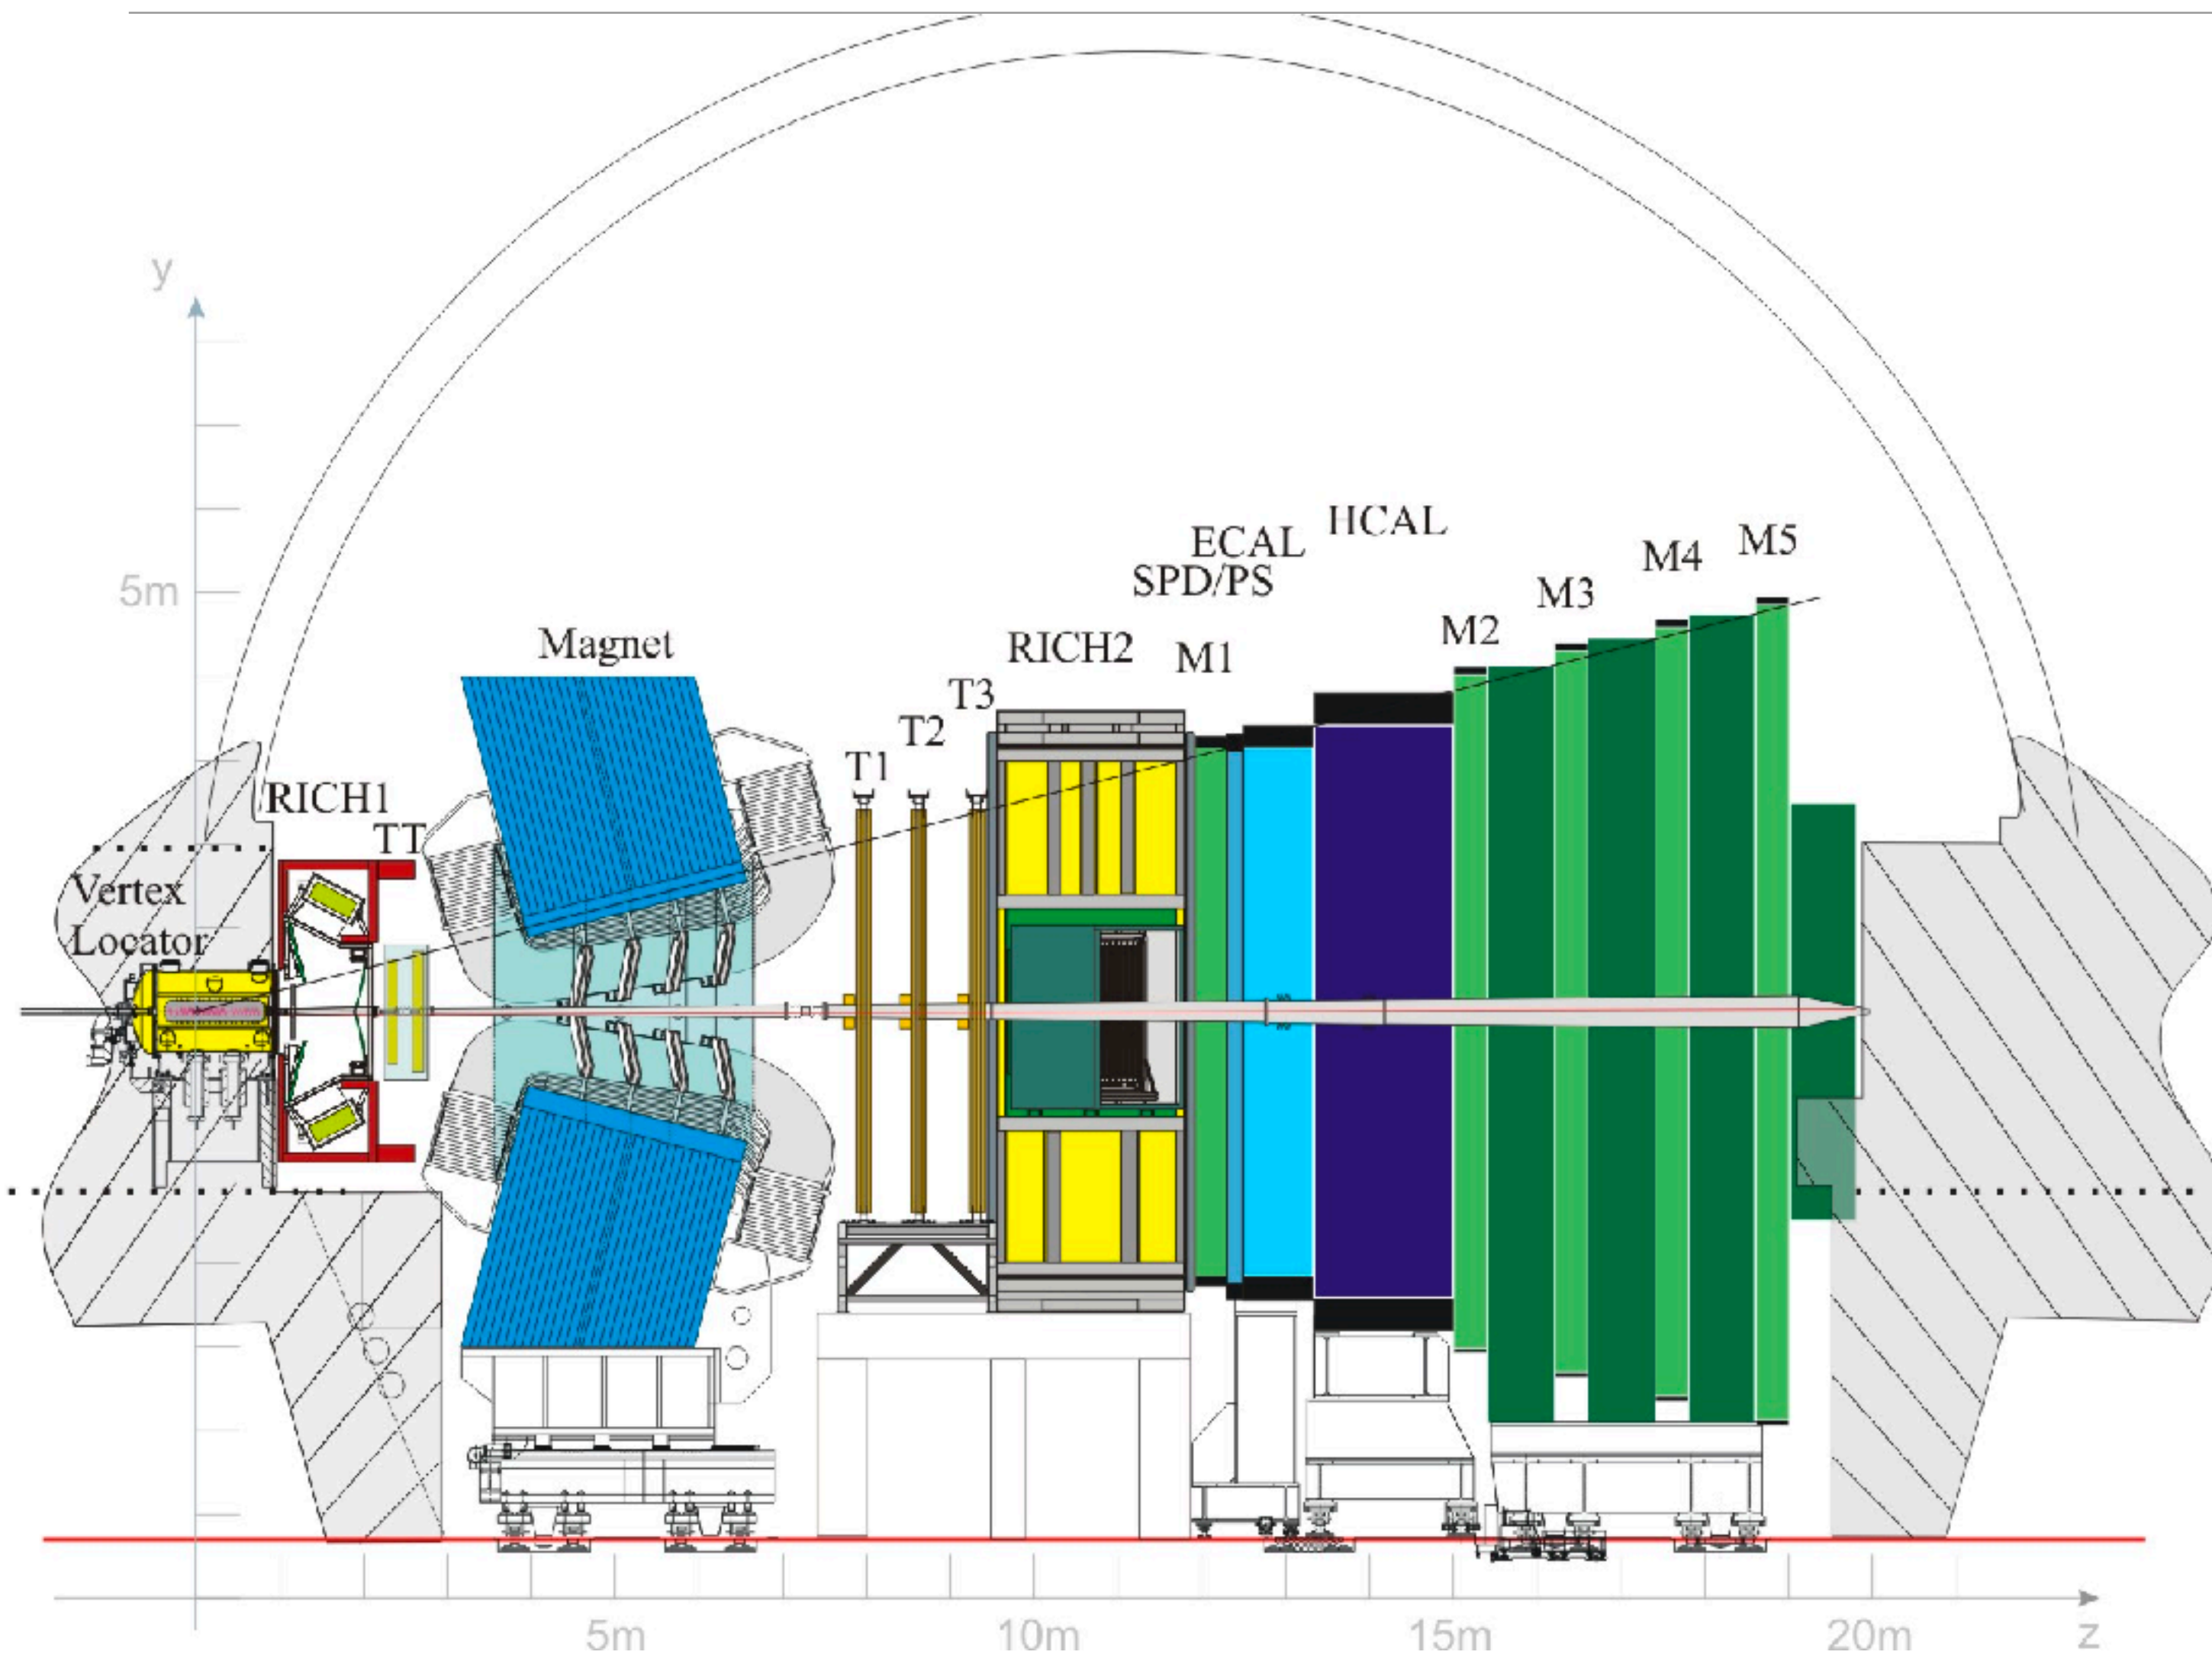 y
5m
HCAL
ECAL
SPD/PS
M5
M4
M3
M2
Magnet
RICH2
M1
T3
T2
T1
RICH1
TT
Vertex
Locator
5m
10m
15m
20m
z